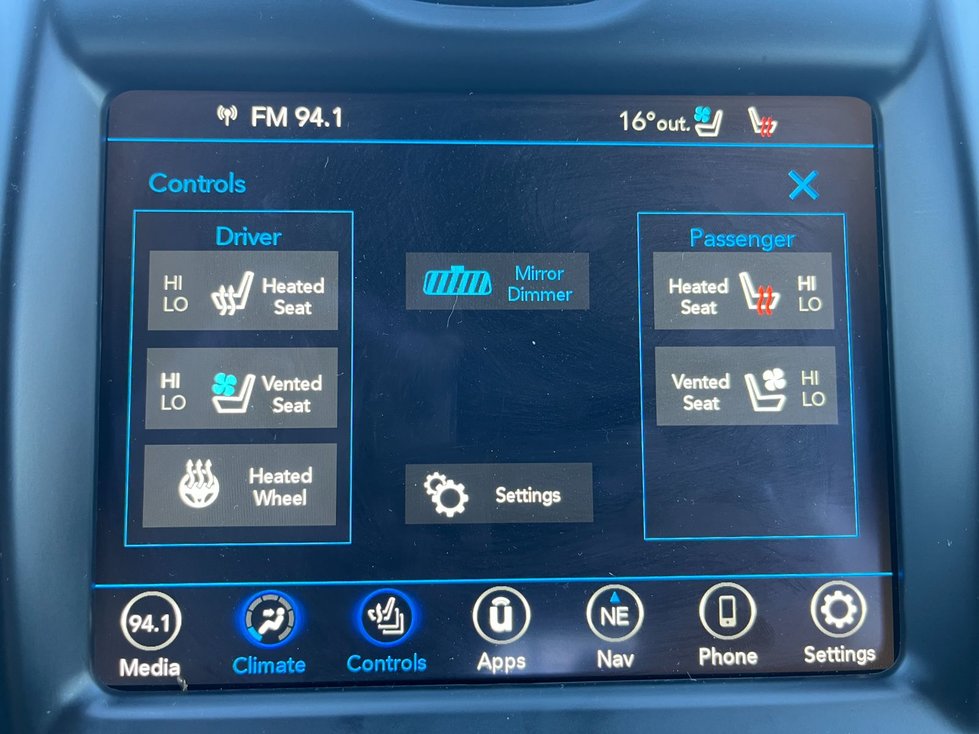 FM 94.1
16° out.
Controls
Driver
HI
LO
Heated
Seat
HI
LO
Vented
Seat
Heated
Wheel
Mirror
Dimmer
Settings
Passenger
Heated
Seat
HI
LO
Vented
Seat
HI
LO
94.1
Media
Climate
Controls
Apps
NE
Nav
Phone
Settings